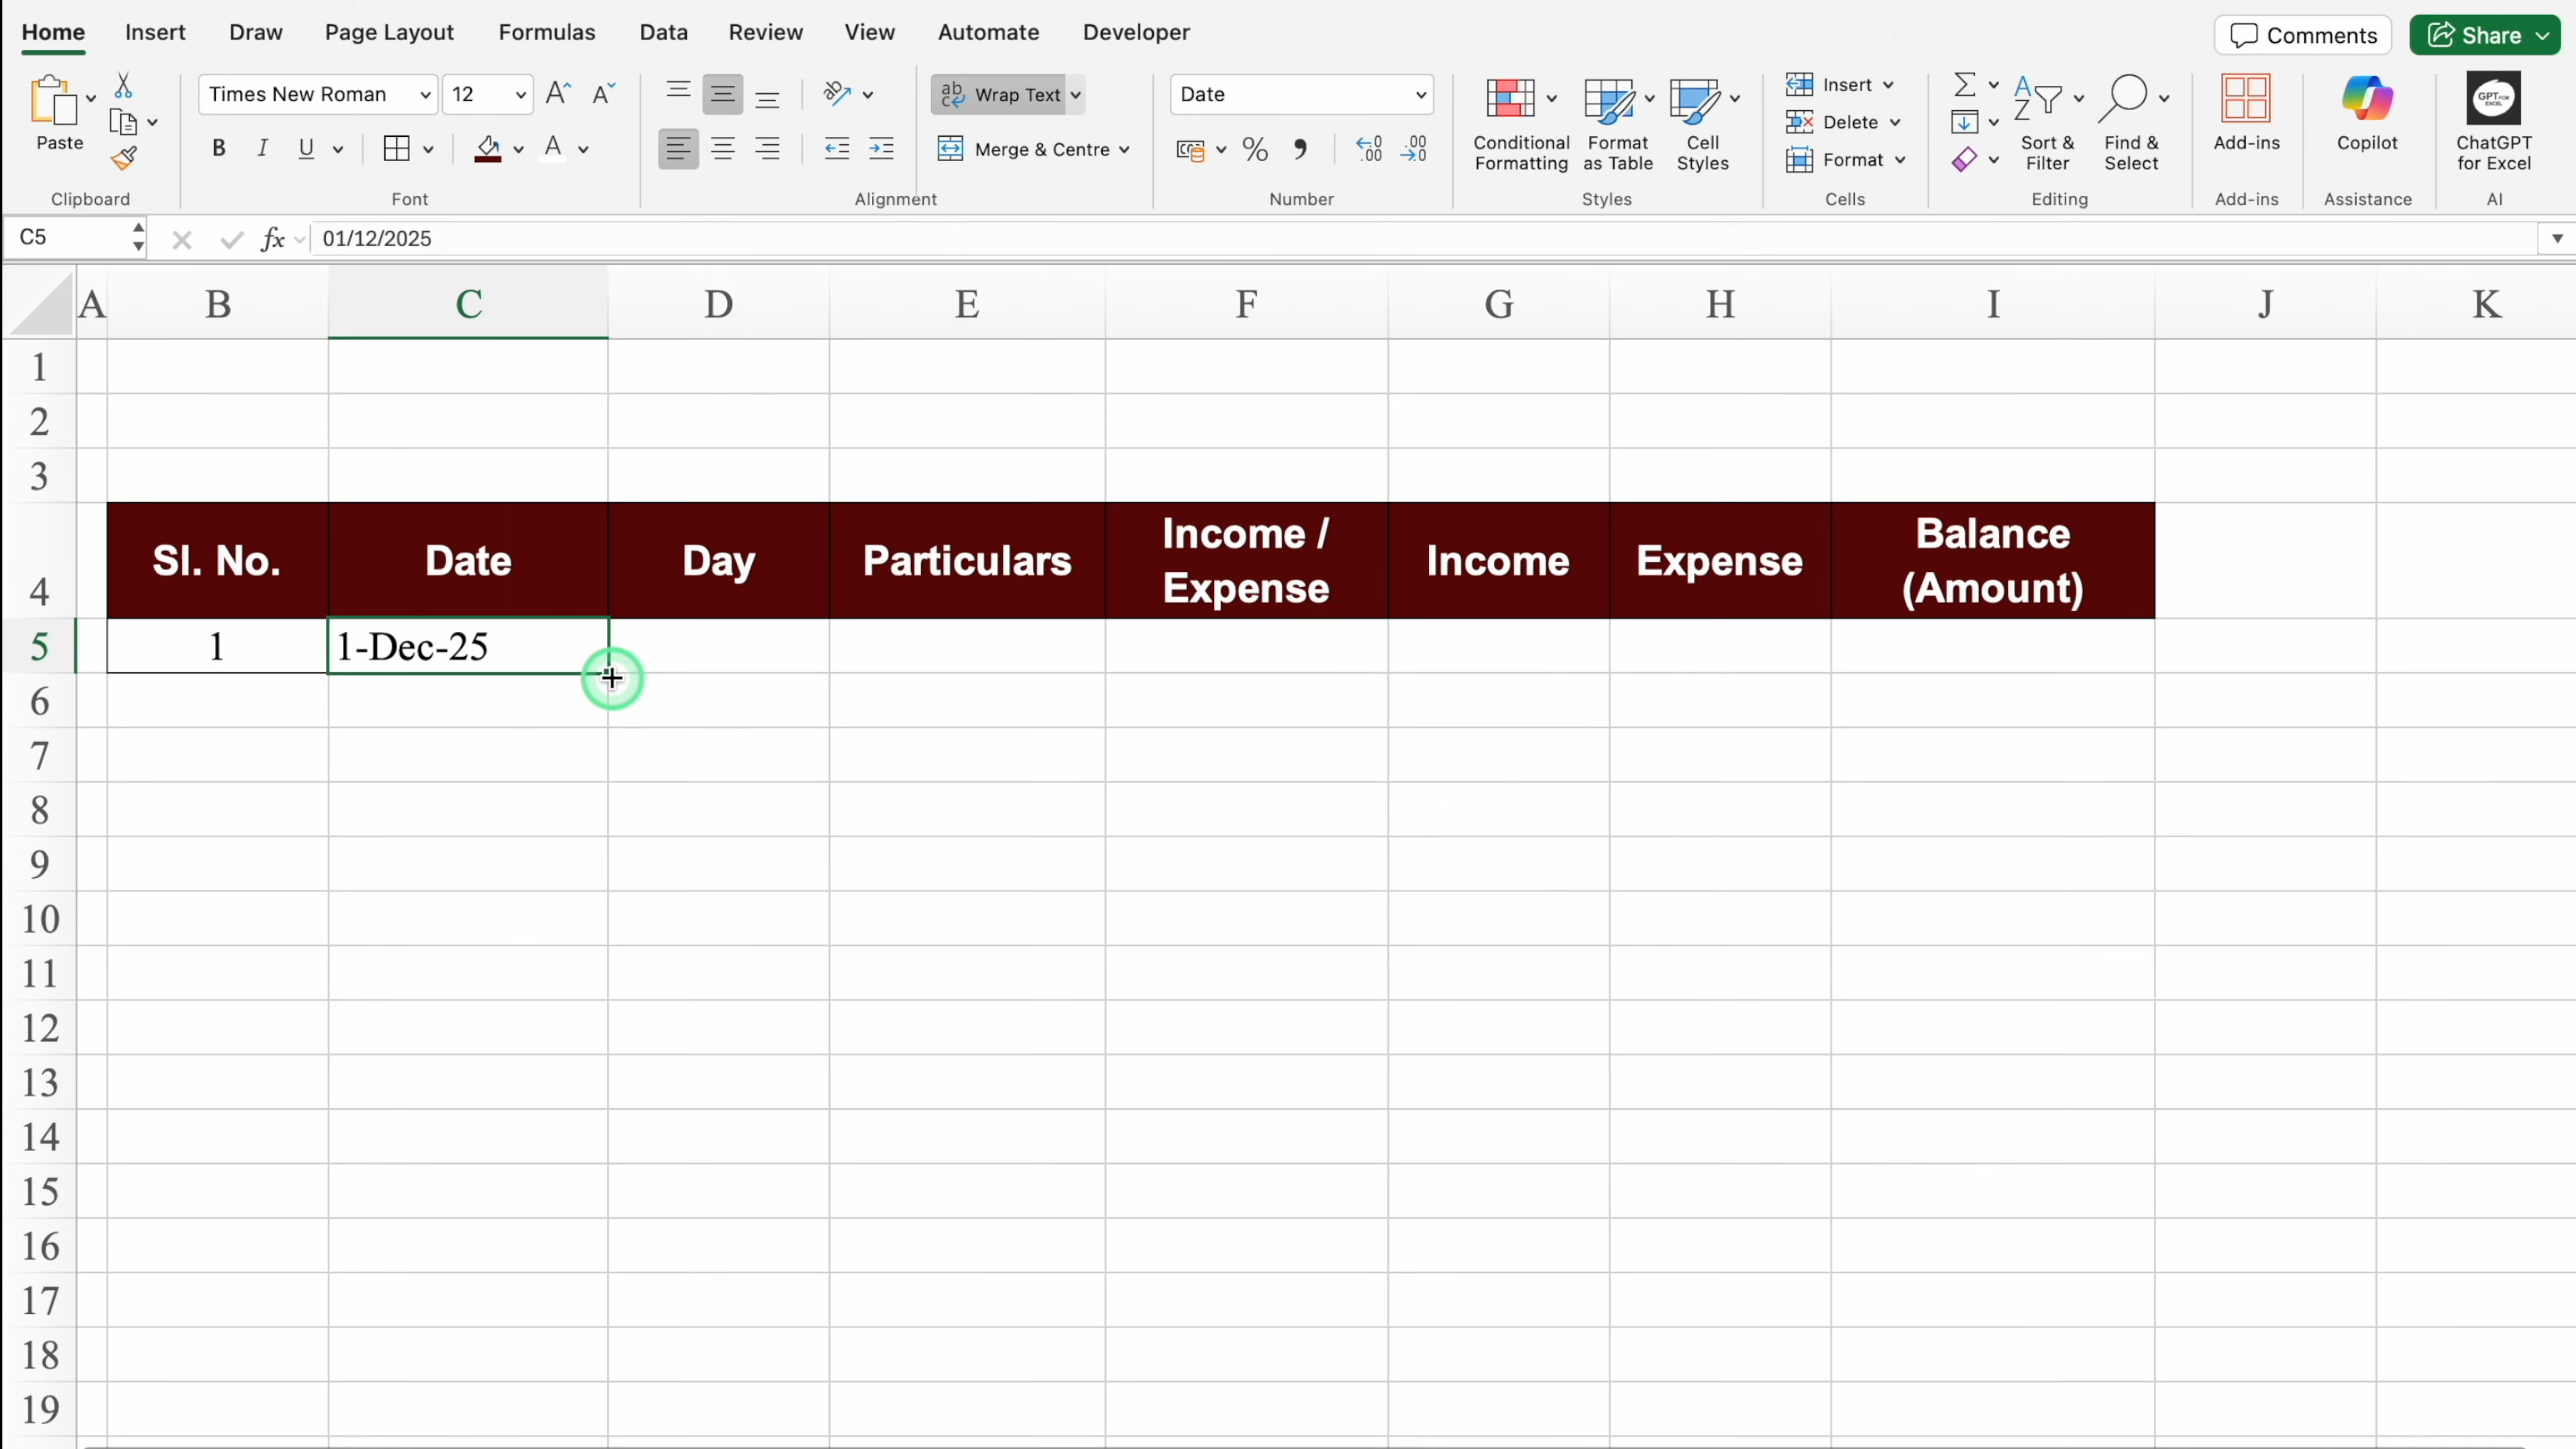 Home Insert Draw Page Layout Formulas Data Review View Automate Developer Comments Share
Times New Roman 12 Wrap Text Date Insert
Delete
Paste B I U Merge & Centre % Conditional Formatting Format as Table Cell Styles Format Sort & Filter Find & Select Add-ins Copilot ChatGPT for Excel
Clipboard Font Alignment Number Styles Cells Editing Add-ins Assistance AI
C5 fx 01/12/2025
A B C D E F G H I J K
1
2
3
4 Sl. No. Date Day Particulars Income / Expense Income Expense Balance (Amount)
5 1 1-Dec-25
6
7
8
9
10
11
12
13
14
15
16
17
18
19